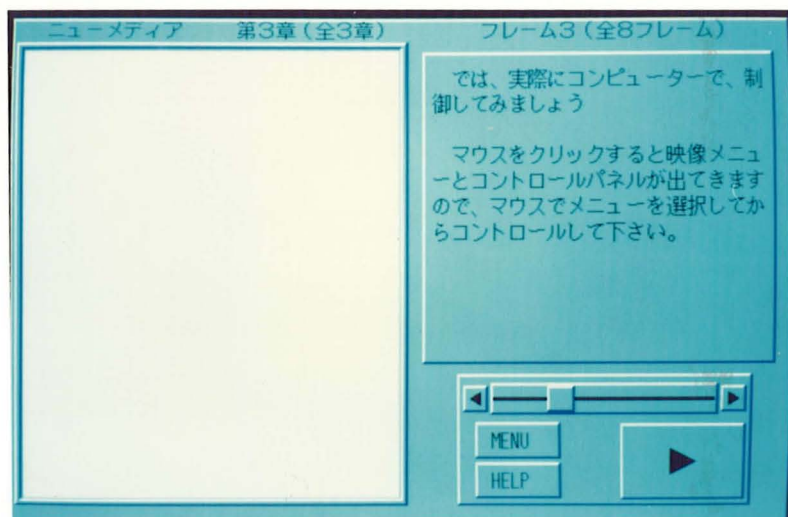 ニューメディア 第3章(全3章) フレーム3(全8フレーム)
では、実際にコンピューターで、制
御してみましょう
マウスをクリックすると映像メニュ
ーとコントロールパネルが出てきます
ので、マウスでメニューを選択してか
らコントロールして下さい。
MENU
HELP